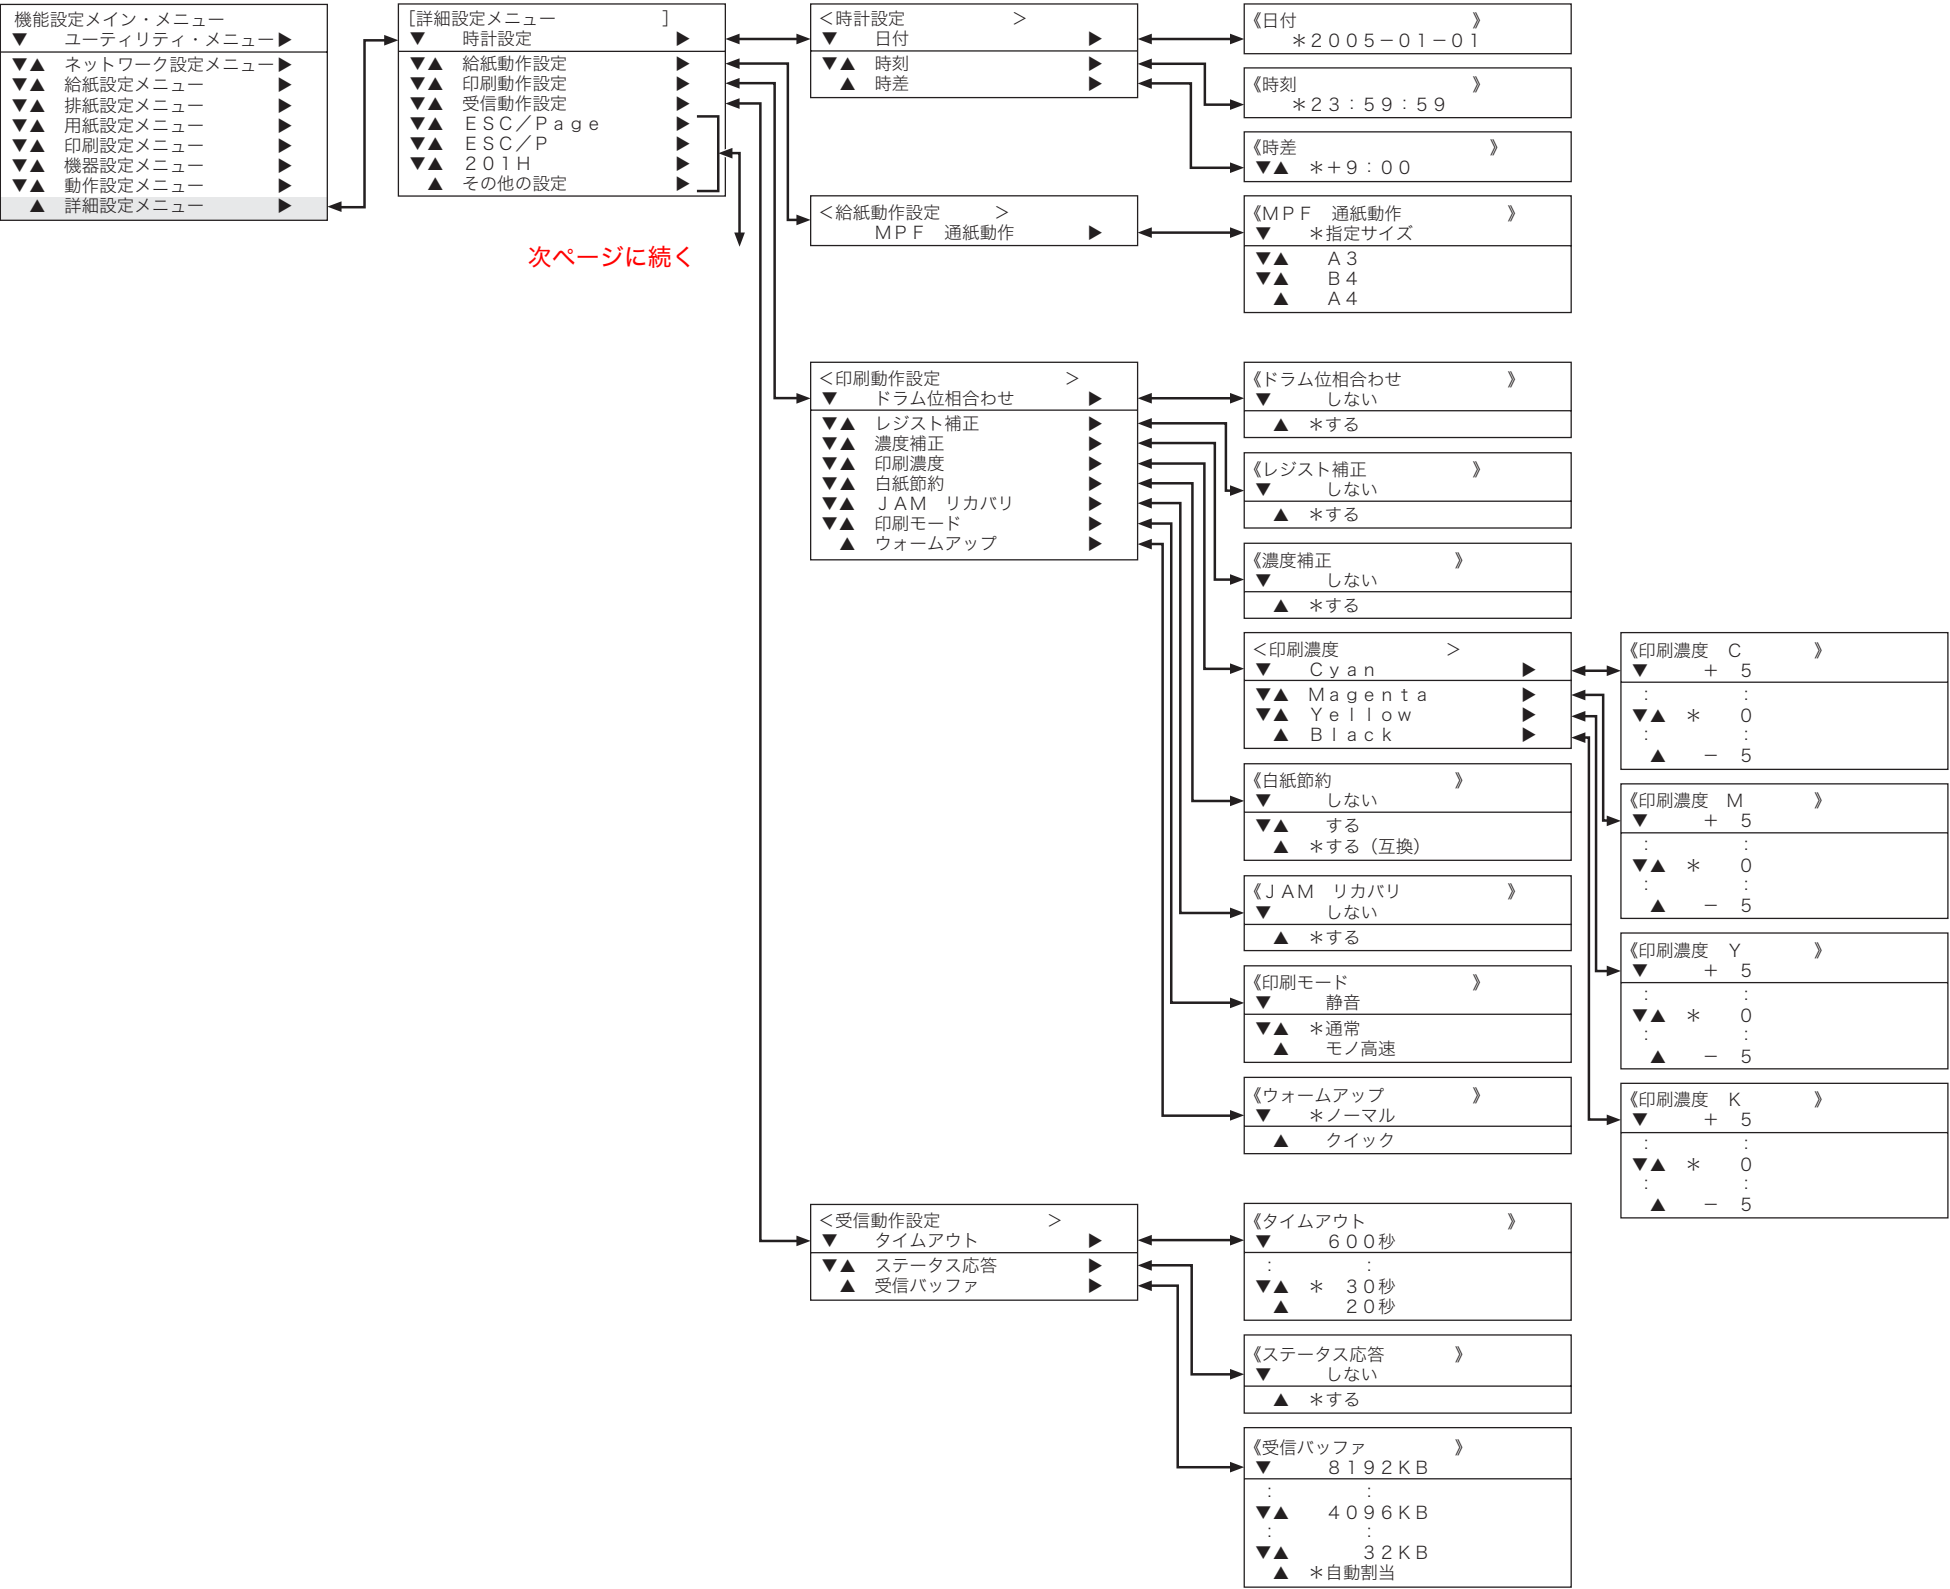 機能設定メイン・メニュー
▼　ユーティリティ・メニュー▶
▼▲　ネットワーク設定メニュー▶
▼▲　給紙設定メニュー　▶
▼▲　排紙設定メニュー　▶
▼▲　用紙設定メニュー　▶
▼▲　印刷設定メニュー　▶
▼▲　機器設定メニュー　▶
▼▲　動作設定メニュー　▶
▲　詳細設定メニュー　▶
[詳細設定メニュー　]
▼　時計設定　▶
▼▲　給紙動作設定　▶
▼▲　印刷動作設定　▶
▼▲　受信動作設定　▶
▼▲　ＥＳＣ／Ｐａｇｅ　▶
▼▲　ＥＳＣ／Ｐ　▶
▼▲　２０１Ｈ　▶
▲　その他の設定　▶
次ページに続く
＜時計設定　＞
▼　日付　▶
▼▲　時刻　▶
▲　時差　▶
《日付　》
＊２００５－０１－０１
《時刻　》
＊２３：５９：５９
《時差　》
▼▲　＊＋９：００
＜給紙動作設定　＞
ＭＰＦ　通紙動作　▶
《ＭＰＦ　通紙動作　》
▼　＊指定サイズ
▼▲　Ａ３
▼▲　Ｂ４
▲　Ａ４
＜印刷動作設定　＞
▼　ドラム位相合わせ　▶
▼▲　レジスト補正　▶
▼▲　濃度補正　▶
▼▲　印刷濃度　▶
▼▲　白紙節約　▶
▼▲　ＪＡＭ　リカバリ　▶
▼▲　印刷モード　▶
▲　ウォームアップ　▶
《ドラム位相合わせ　》
▼　しない
▲　＊する
《レジスト補正　》
▼　しない
▲　＊する
《濃度補正　》
▼　しない
▲　＊する
＜印刷濃度　＞
▼　Ｃｙａｎ　▶
▼▲　Ｍａｇｅｎｔａ　▶
▼▲　Ｙｅｌｌｏｗ　▶
▲　Ｂｌａｃｋ　▶
《印刷濃度　Ｃ　》
▼　＋　５
：　：
▼▲　＊　０
：　：
▲　－　５
《印刷濃度　Ｍ　》
▼　＋　５
：　：
▼▲　＊　０
：　：
▲　－　５
《印刷濃度　Ｙ　》
▼　＋　５
：　：
▼▲　＊　０
：　：
▲　－　５
《印刷濃度　Ｋ　》
▼　＋　５
：　：
▼▲　＊　０
：　：
▲　－　５
《白紙節約　》
▼　しない
▼▲　する
▲　＊する（互換）
《ＪＡＭ　リカバリ　》
▼　しない
▲　＊する
《印刷モード　》
▼　静音
▼▲　＊通常
▲　モノ高速
《ウォームアップ　》
▼　＊ノーマル
▲　クイック
＜受信動作設定　＞
▼　タイムアウト　▶
▼▲　ステータス応答　▶
▲　受信バッファ　▶
《タイムアウト　》
▼　６００秒
：　：
▼▲　＊　３０秒
▲　２０秒
《ステータス応答　》
▼　しない
▲　＊する
《受信バッファ　》
▼　８１９２ＫＢ
：　：
▼▲　４０９６ＫＢ
：　：
▼▲　３２ＫＢ
▲　＊自動割当